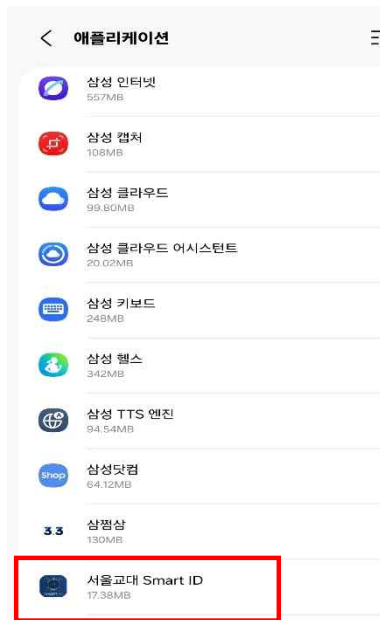 애플리케이션
삼성 인터넷
557MB
삼성 캡처
108MB
삼성 클라우드
99.80MB
삼성 클라우드 어시스턴트
20.02MB
삼성 키보드
248MB
삼성 헬스
342MB
삼성 TTS 엔진
94.54MB
Shop
삼성닷컴
64.12MB
3.3
삼쩜삼
130MB
서울교대 Smart ID
17.38MB